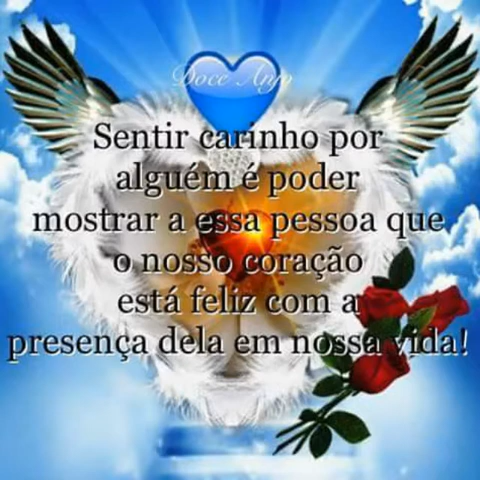 Doce Anjo
Sentir carinho por
alguém é poder
mostrar a essa pessoa que
o nosso coração
está feliz com a
presença dela em nossa vida!